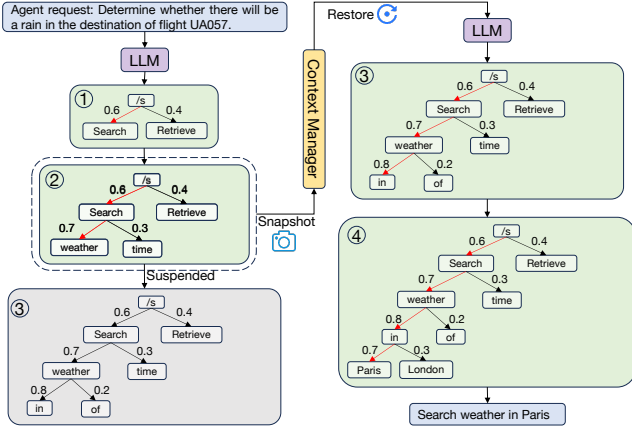 Agent request: Determine whether there will be
a rain in the destination of flight UA057.
LLM
①
/s
0.6
0.4
Search
Retrieve
②
/s
0.6
0.4
Search
Retrieve
0.7
0.3
weather
time
Suspended
③
/s
0.6
0.4
Search
Retrieve
0.7
0.3
weather
time
0.8
0.2
in
of
Snapshot
Context Manager
Restore
LLM
③
/s
0.6
0.4
Search
Retrieve
0.7
0.3
weather
time
0.8
0.2
in
of
④
/s
0.6
0.4
Search
Retrieve
0.7
0.3
weather
time
0.8
0.2
in
of
0.7
0.3
Paris
London
Search weather in Paris